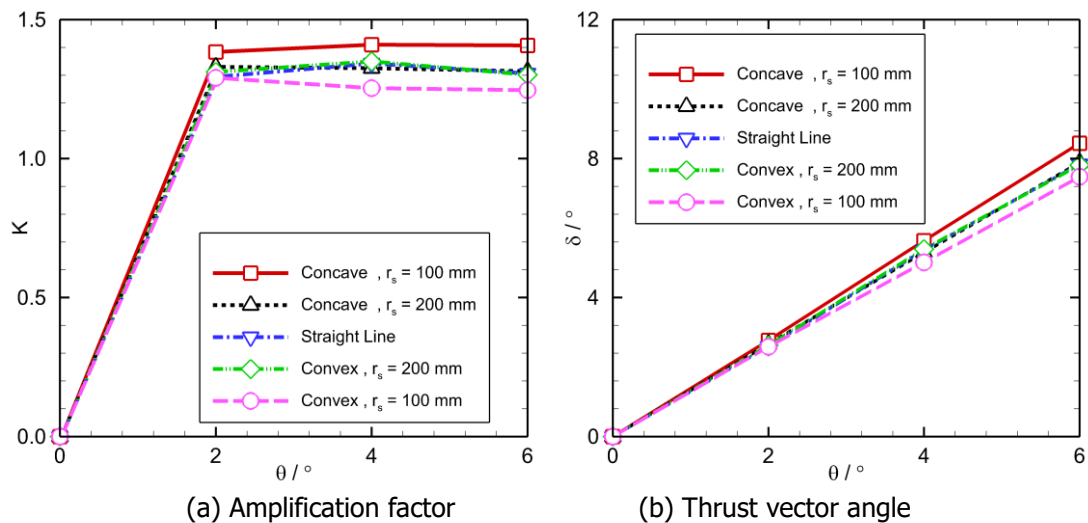 1.5
1.0
K
0.5
0.0
Concave , rₛ = 100 mm
Concave , rₛ = 200 mm
Straight Line
Convex , rₛ = 200 mm
Convex , rₛ = 100 mm
0 2 4 6
θ / °
(a) Amplification factor
12
8
δ / °
4
0
Concave , rₛ = 100 mm
Concave , rₛ = 200 mm
Straight Line
Convex , rₛ = 200 mm
Convex , rₛ = 100 mm
0 2 4 6
θ / °
(b) Thrust vector angle